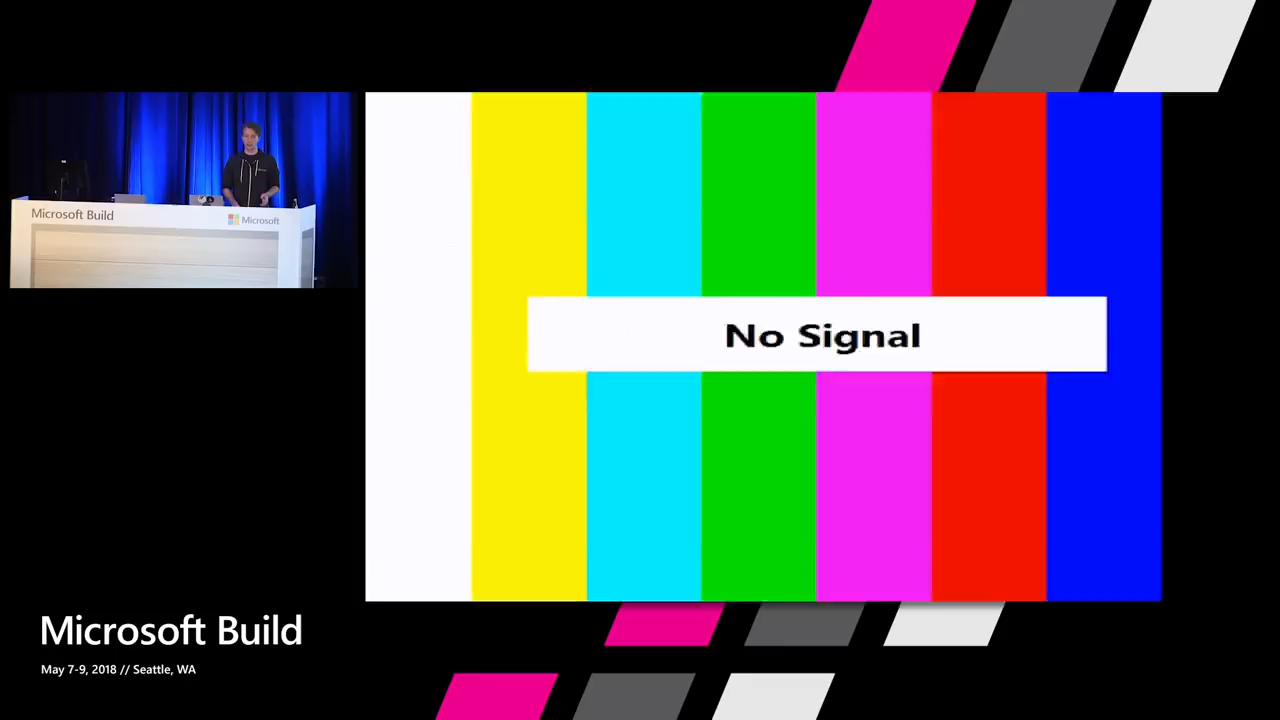 Microsoft Build
Microsoft
No Signal
Microsoft Build
May 7-9, 2018 // Seattle, WA